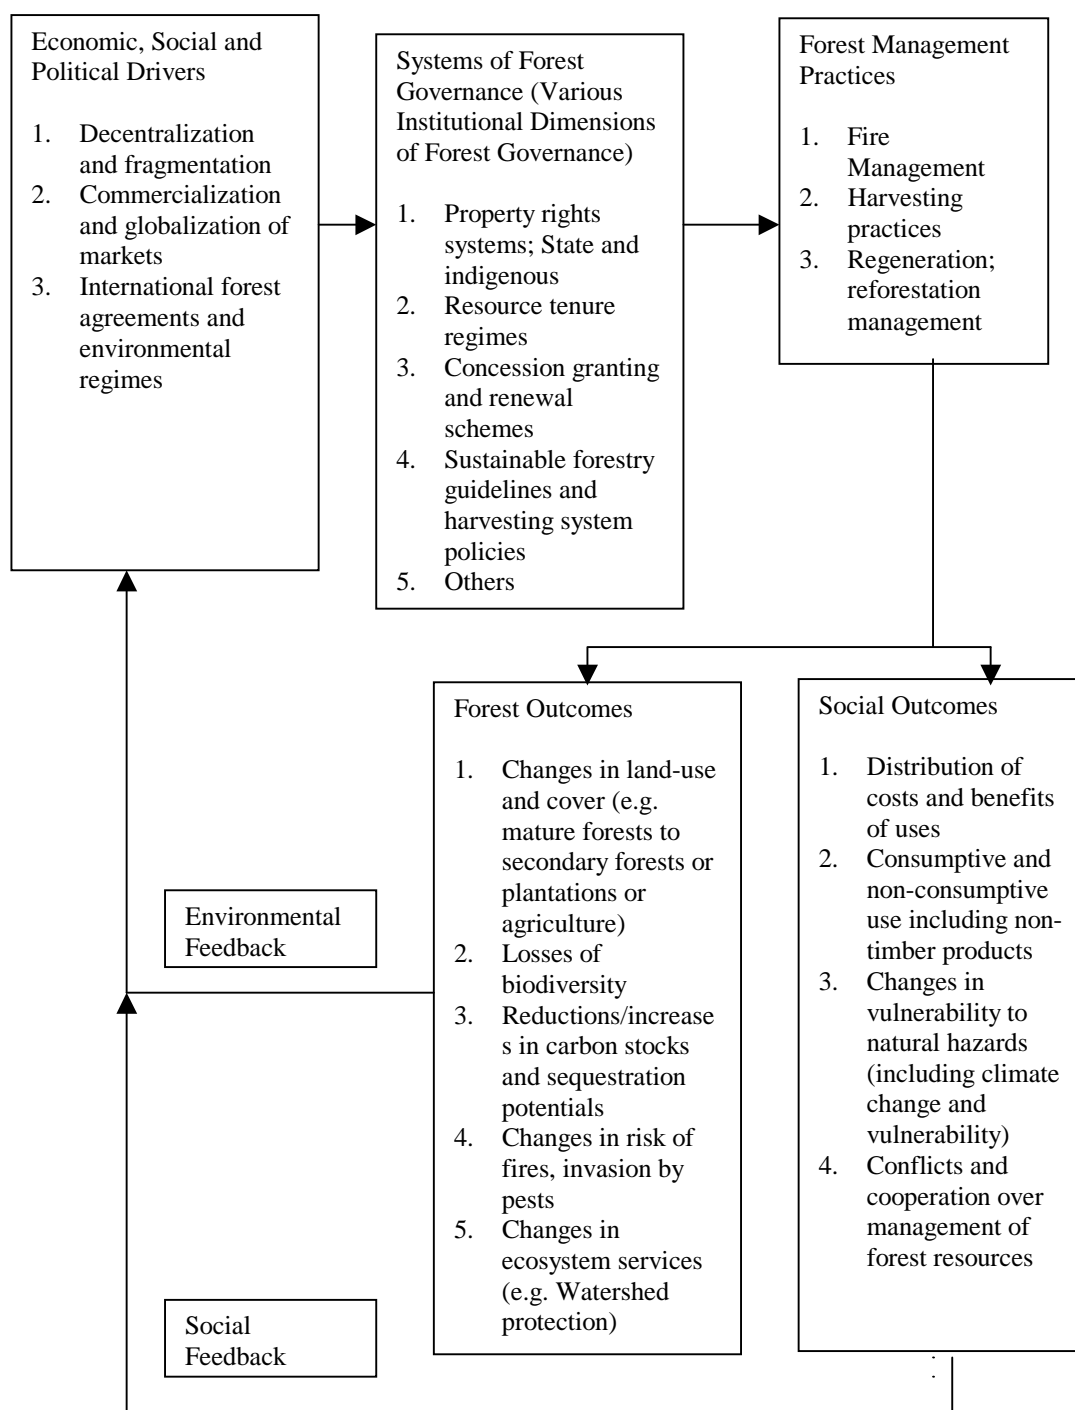 Economic, Social and
Political Drivers
1. Decentralization
and fragmentation
2. Commercialization
and globalization of
markets
3. International forest
agreements and
environmental
regimes
Systems of Forest
Governance (Various
Institutional Dimensions
of Forest Governance)
1. Property rights
systems; State and
indigenous
2. Resource tenure
regimes
3. Concession granting
and renewal
schemes
4. Sustainable forestry
guidelines and
harvesting system
policies
5. Others
Forest Management
Practices
1. Fire
Management
2. Harvesting
practices
3. Regeneration;
reforestation
management
Forest Outcomes
1. Changes in land-use
and cover (e.g.
mature forests to
secondary forests or
plantations or
agriculture)
2. Losses of
biodiversity
3. Reductions/increase
s in carbon stocks
and sequestration
potentials
4. Changes in risk of
fires, invasion by
pests
5. Changes in
ecosystem services
(e.g. Watershed
protection)
Social Outcomes
1. Distribution of
costs and benefits
of uses
2. Consumptive and
non-consumptive
use including non-
timber products
3. Changes in
vulnerability to
natural hazards
(including climate
change and
vulnerability)
4. Conflicts and
cooperation over
management of
forest resources
Environmental
Feedback
Social
Feedback